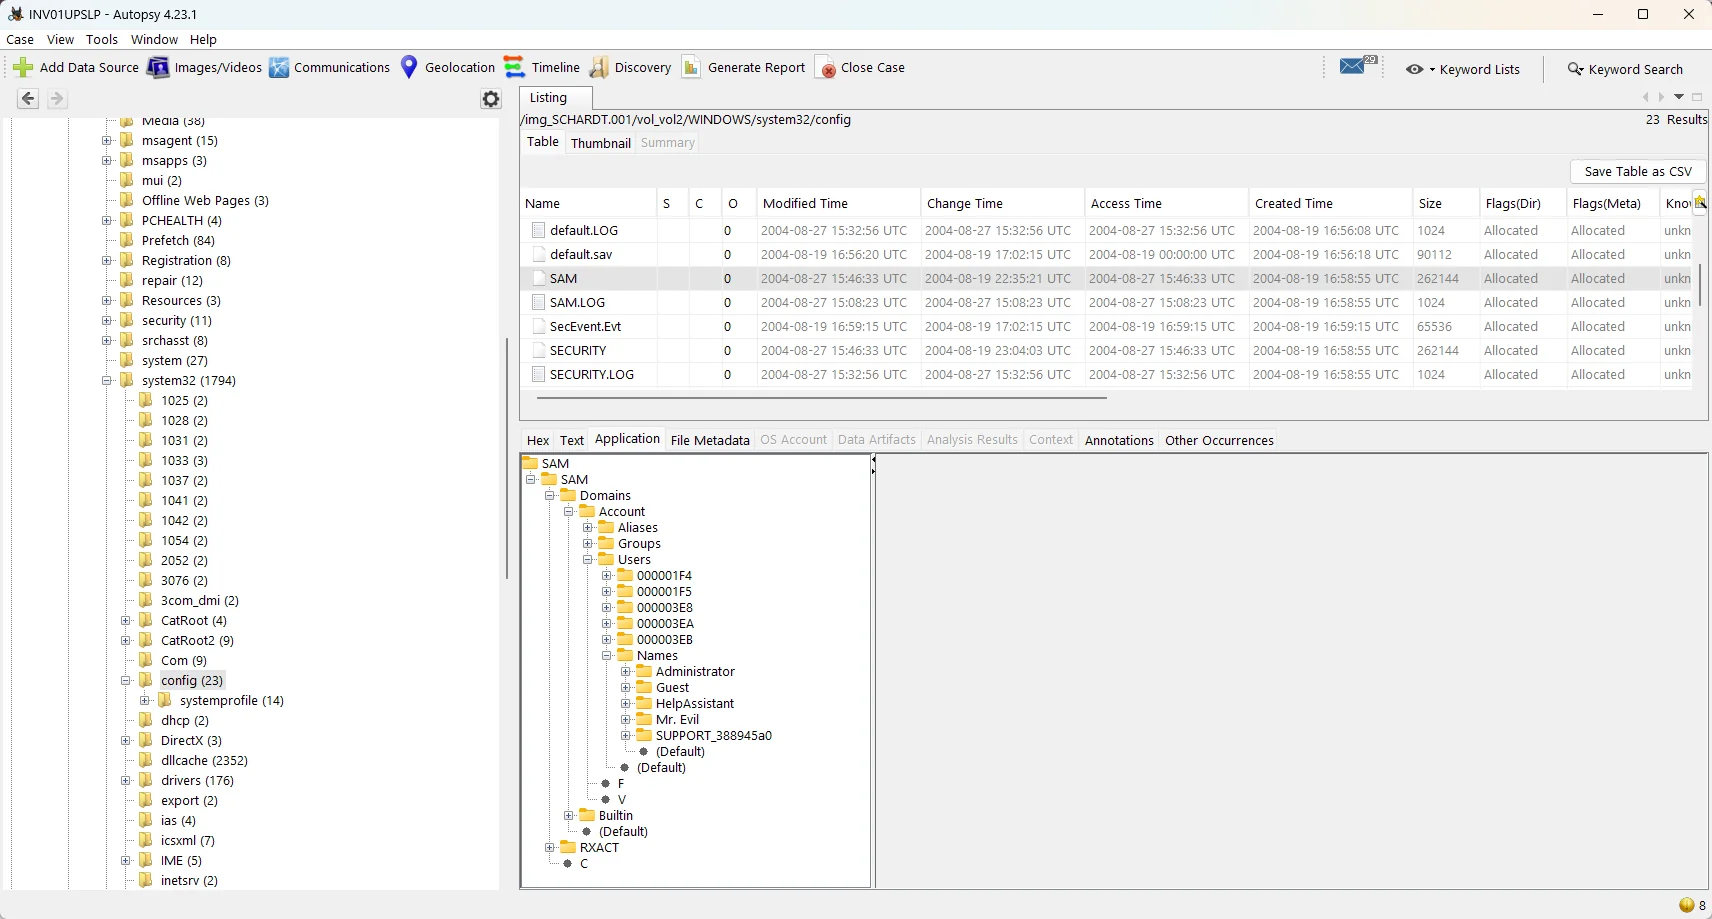 INV01UPSLP - Autopsy 4.23.1
Case View Tools Window Help
Add Data Source Images/Videos Communications Geolocation Timeline Discovery Generate Report Close Case 29 Keyword Lists Keyword Search
Media (38)
msagent (15)
msapps (3)
mui (2)
Offline Web Pages (3)
PCHEALTH (4)
Prefetch (84)
Registration (8)
repair (12)
Resources (3)
security (11)
srchasst (8)
system (27)
system32 (1794)
1025 (2)
1028 (2)
1031 (2)
1033 (3)
1037 (2)
1041 (2)
1042 (2)
1054 (2)
2052 (2)
3076 (2)
3com_dmi (2)
CatRoot (4)
CatRoot2 (9)
Com (9)
config (23)
systemprofile (14)
dhcp (2)
DirectX (3)
dllcache (2352)
drivers (176)
export (2)
ias (4)
icsxml (7)
IME (5)
inetsrv (2)
Listing
/img_SCHARDT.001/vol_vol2/WINDOWS/system32/config 23 Results
Table Thumbnail Summary
Save Table as CSV
Name S C O Modified Time Change Time Access Time Created Time Size Flags(Dir) Flags(Meta) Kno
default.LOG 0 2004-08-27 15:32:56 UTC 2004-08-27 15:32:56 UTC 2004-08-27 15:32:56 UTC 2004-08-19 16:56:08 UTC 1024 Allocated Allocated unkn
default.sav 0 2004-08-19 16:56:20 UTC 2004-08-19 17:02:15 UTC 2004-08-19 00:00:00 UTC 2004-08-19 16:56:18 UTC 90112 Allocated Allocated unkn
SAM 0 2004-08-27 15:46:33 UTC 2004-08-19 22:35:21 UTC 2004-08-27 15:46:33 UTC 2004-08-19 16:58:55 UTC 262144 Allocated Allocated unkn
SAM.LOG 0 2004-08-27 15:08:23 UTC 2004-08-27 15:08:23 UTC 2004-08-27 15:08:23 UTC 2004-08-19 16:58:55 UTC 1024 Allocated Allocated unkn
SecEvent.Evt 0 2004-08-19 16:59:15 UTC 2004-08-19 17:02:15 UTC 2004-08-19 16:59:15 UTC 2004-08-19 16:59:15 UTC 65536 Allocated Allocated unkn
SECURITY 0 2004-08-27 15:46:33 UTC 2004-08-19 23:04:03 UTC 2004-08-27 15:46:33 UTC 2004-08-19 16:58:55 UTC 262144 Allocated Allocated unkn
SECURITY.LOG 0 2004-08-27 15:32:56 UTC 2004-08-27 15:32:56 UTC 2004-08-27 15:32:56 UTC 2004-08-19 16:58:55 UTC 1024 Allocated Allocated unkn
Hex Text Application File Metadata OS Account Data Artifacts Analysis Results Context Annotations Other Occurrences
SAM
SAM
Domains
Account
Aliases
Groups
Users
000001F4
000001F5
000003E8
000003EA
000003EB
Names
Administrator
Guest
HelpAssistant
Mr. Evil
SUPPORT_388945a0
(Default)
(Default)
F
V
Builtin
(Default)
RXACT
C
8